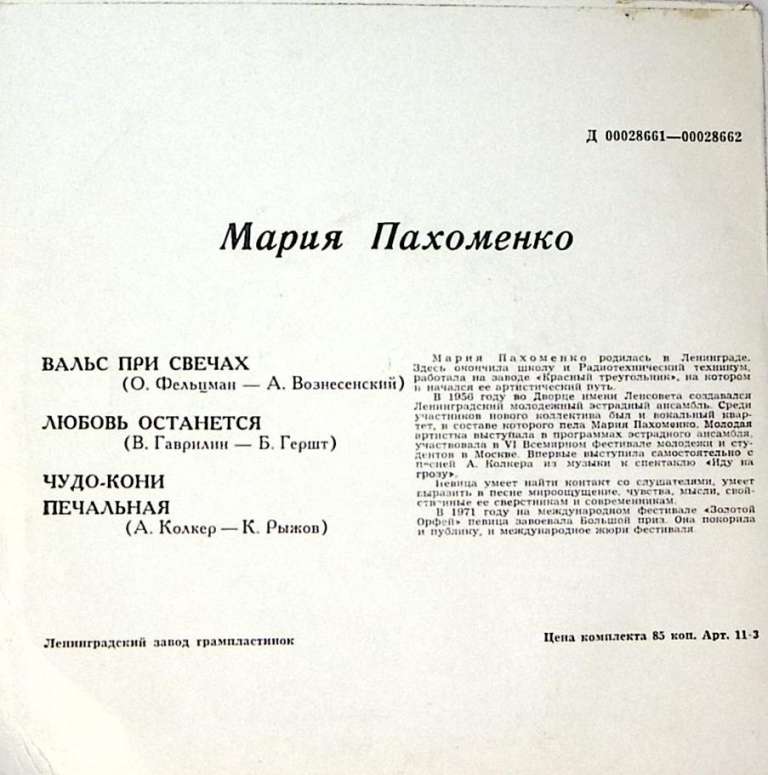 Д 00028661—00028662
Мария Пахоменко
ВАЛЬС ПРИ СВЕЧАХ
(О. Фельцман — А. Вознесенский)
ЛЮБОВЬ ОСТАНЕТСЯ
(В. Гаврилин — Б. Гершт)
ЧУДО-КОНИ
ПЕЧАЛЬНАЯ
(А. Колкер — К. Рыжов)
Мария Пахоменко родилась в Ленинграде.
Здесь окончила школу и Радиотехнический техникум,
работала на заводе «Красный треугольник», на котором
и начался ее артистический путь.
В 1956 году во Дворце имени Ленсовета создавался
Ленинградский молодежный эстрадный ансамбль. Среди
участников нового коллектива был и вокальный квар-
тет, в составе которого пела Мария Пахоменко. Молодая
артистка выступала в программах эстрадного ансамбля,
участвовала в VI Всемирном фестивале молодежи и сту-
дентов в Москве. Впервые выступила самостоятельно с
песней А. Колкера из музыки к спектаклю «Иду на
грозу».
Певица умеет найти контакт со слушателями, умеет
выразить в песне мироощущение, чувства, мысли, свой-
ственные ее сверстникам и современникам.
В 1971 году на международном фестивале «Золотой
Орфей» певица завоевала Большой приз. Она покорила
и публику, и международное жюри фестиваля.
Ленинградский завод грампластинок
Цена комплекта 85 коп. Арт. 11-3